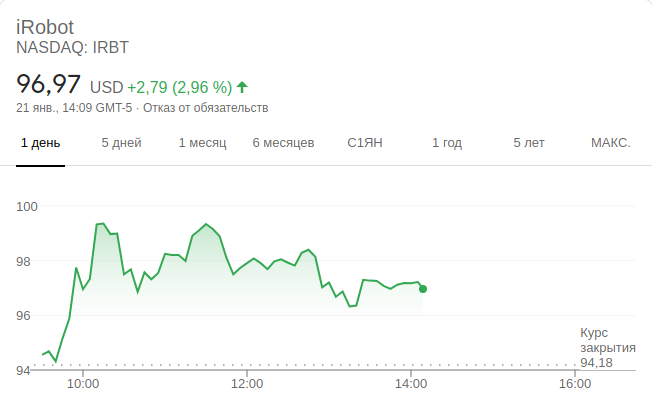 iRobot
NASDAQ: IRBT
96,97 USD +2,79 (2,96 %)
21 янв., 14:09 GMT-5 · Отказ от обязательств
1 день 5 дней 1 месяц 6 месяцев С1ЯН 1 год 5 лет МАКС.
100
98
96
94
Курс
закрытия
94,18
10:00 12:00 14:00 16:00